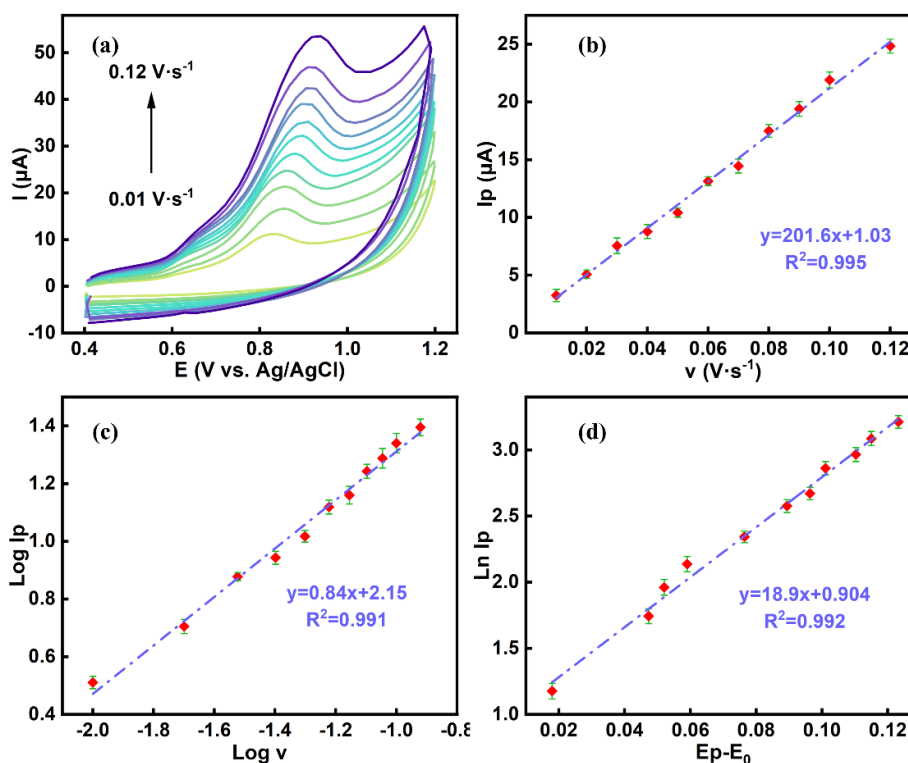 (a)
0.12 V·s⁻¹
0.01 V·s⁻¹
I (µA)
50
40
30
20
10
0
-10
0.4
0.6
0.8
1.0
1.2
E (V vs. Ag/AgCl)
(b)
Ip (µA)
25
20
15
10
5
0
y=201.6x+1.03
R²=0.995
0.02
0.04
0.06
0.08
0.10
0.12
v (V·s⁻¹)
(c)
Log Ip
1.4
1.2
1.0
0.8
0.6
0.4
y=0.84x+2.15
R²=0.991
-2.0
-1.8
-1.6
-1.4
-1.2
-1.0
-0.8
Log v
(d)
Ln Ip
3.0
2.5
2.0
1.5
1.0
y=18.9x+0.904
R²=0.992
0.02
0.04
0.06
0.08
0.10
0.12
Ep-E₀